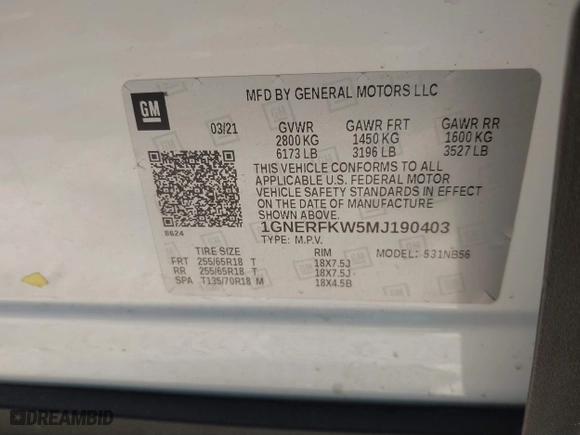 MFD BY GENERAL MOTORS LLC
GM
03/21 GVWR GAWR FRT GAWR RR
2800 KG 1450 KG 1600 KG
6173 LB 3196 LB 3527 LB
THIS VEHICLE CONFORMS TO ALL
APPLICABLE U.S. FEDERAL MOTOR
VEHICLE SAFETY STANDARDS IN EFFECT
ON THE DATE OF MANUFACTURE
SHOWN ABOVE.
8624
1GNERFKW5MJ190403
TYPE: M.P.V. MODEL: 531NB56
TIRE SIZE RIM
FRT 255/65R18 T 18X7.5J
RR 255/65R18 T 18X7.5J
SPA T135/70R18 M 18X4.5B
DREAMBID